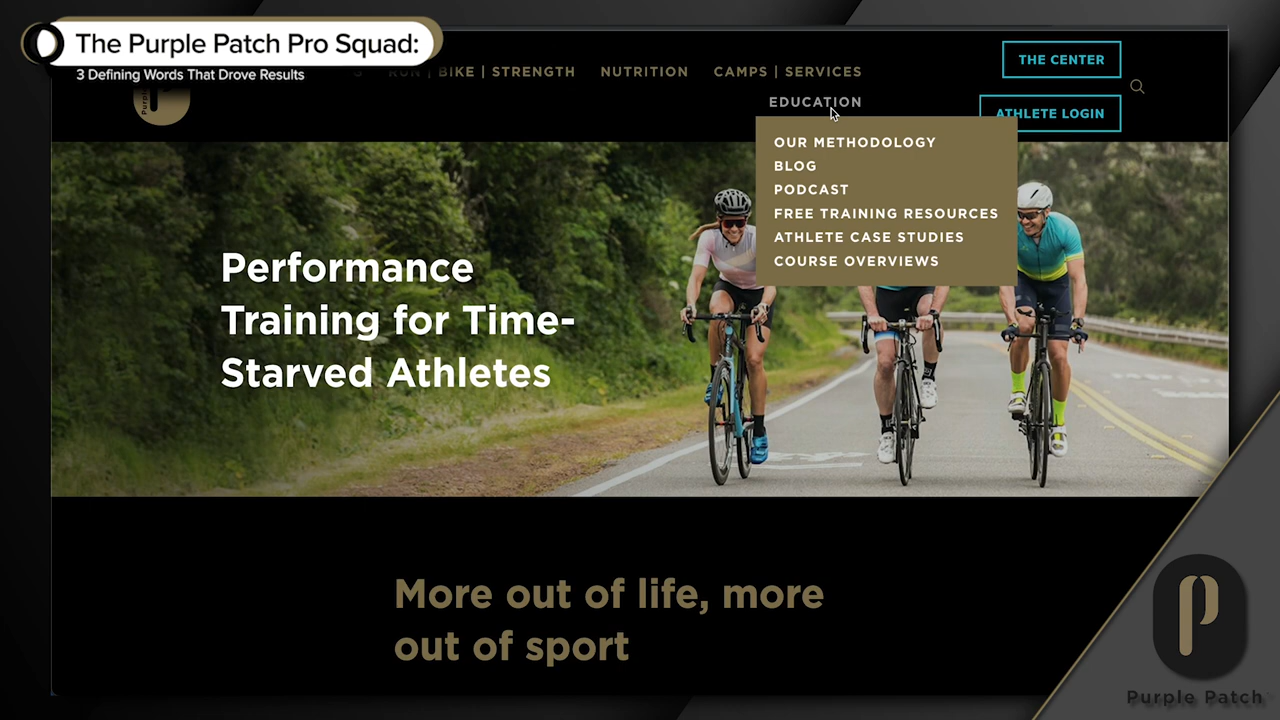 The Purple Patch Pro Squad:
3 Defining Words That Drove Results
RUN | BIKE | STRENGTH
NUTRITION
CAMPS | SERVICES
THE CENTER
EDUCATION
ATHLETE LOGIN
OUR METHODOLOGY
BLOG
PODCAST
FREE TRAINING RESOURCES
ATHLETE CASE STUDIES
COURSE OVERVIEWS
Performance
Training for Time-
Starved Athletes
More out of life, more
out of sport
Purple Patch